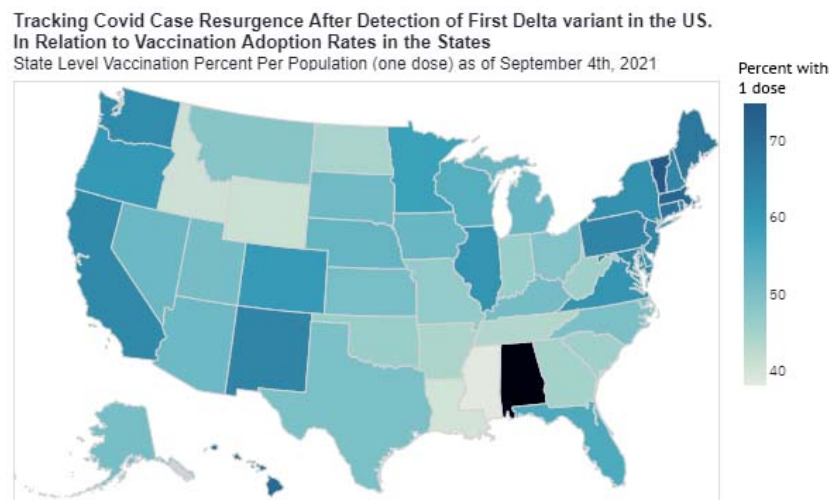 Tracking Covid Case Resurgence After Detection of First Delta variant in the US.
In Relation to Vaccination Adoption Rates in the States
State Level Vaccination Percent Per Population (one dose) as of September 4th, 2021
Percent with
1 dose
70
60
50
40